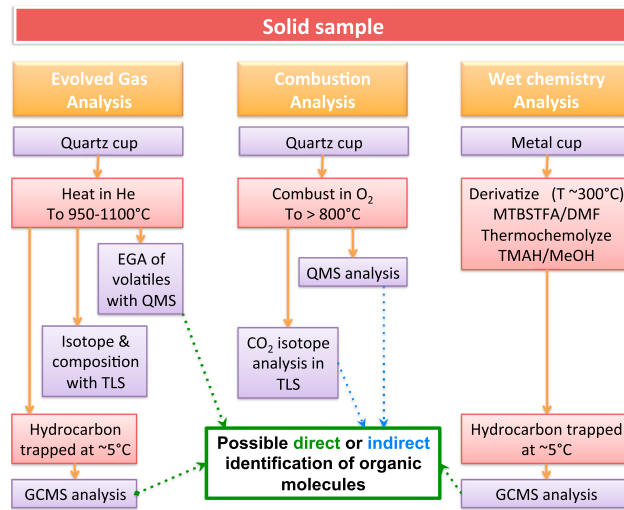 Solid sample
Evolved Gas
Analysis
Quartz cup
Heat in He
To 950-1100°C
EGA of
volatiles
with QMS
Isotope &
composition
with TLS
Hydrocarbon
trapped at ~5°C
GCMS analysis
Combustion
Analysis
Quartz cup
Combust in O₂
To > 800°C
QMS analysis
CO₂ isotope
analysis in
TLS
Wet chemistry
Analysis
Metal cup
Derivatize (T ~300°C)
MTBSTFA/DMF
Thermochemolyze
TMAH/MeOH
Hydrocarbon trapped
at ~5°C
GCMS analysis
Possible direct or indirect
identification of organic
molecules